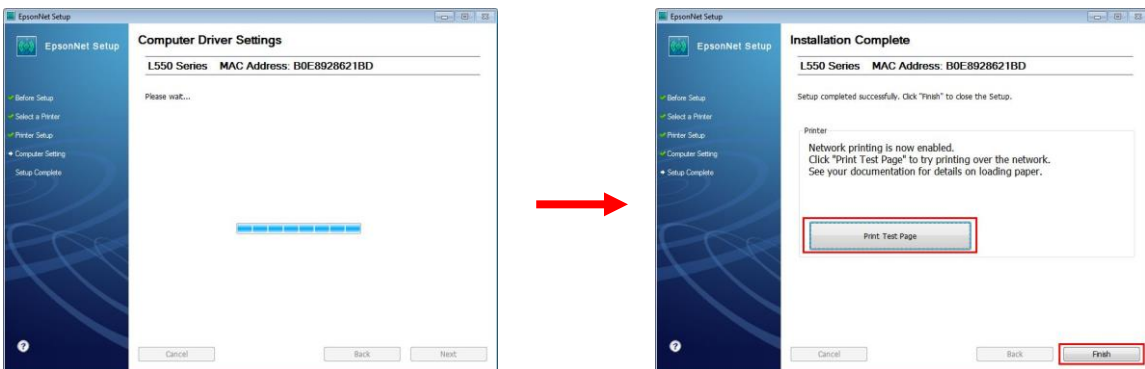 EpsonNet Setup
EpsonNet Setup
Computer Driver Settings
L550 Series MAC Address: B0E8928621BD
Before Setup
Select a Printer
Printer Setup
Computer Setting
Setup Complete
Please wait...
?
Cancel
Back
Next
EpsonNet Setup
EpsonNet Setup
Installation Complete
L550 Series MAC Address: B0E8928621BD
Before Setup
Select a Printer
Printer Setup
Computer Setting
Setup Complete
Setup completed successfully. Click "Finish" to close the Setup.
Printer
Network printing is now enabled.
Click "Print Test Page" to try printing over the network.
See your documentation for details on loading paper.
Print Test Page
?
Cancel
Back
Finish